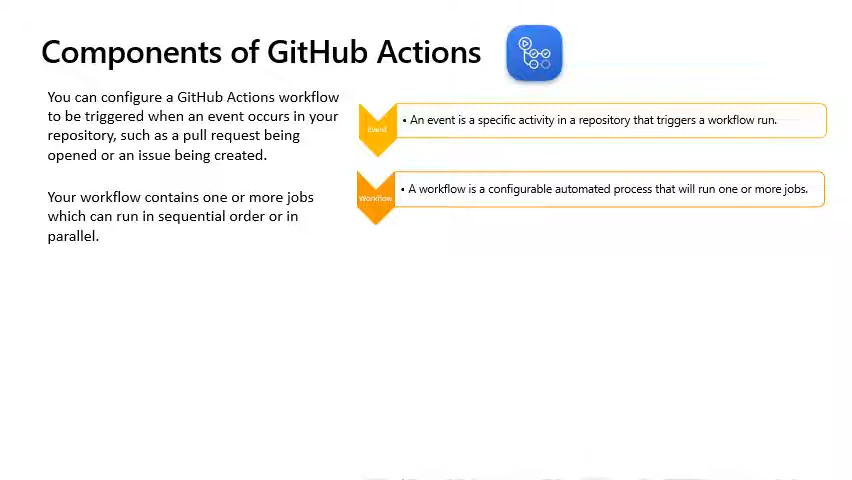 Components of GitHub Actions
You can configure a GitHub Actions workflow
to be triggered when an event occurs in your
repository, such as a pull request being
opened or an issue being created.
Your workflow contains one or more jobs
which can run in sequential order or in
parallel.
Event
• An event is a specific activity in a repository that triggers a workflow run.
Workflow
• A workflow is a configurable automated process that will run one or more jobs.